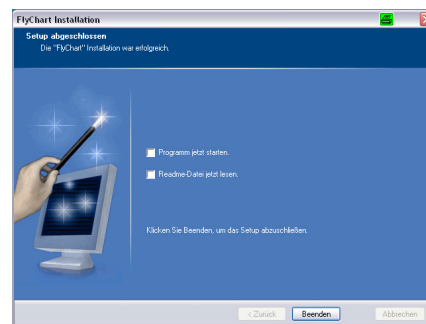 FlyChart Installation
Setup abgeschlossen
Die "FlyChart" Installation war erfolgreich.
Programm jetzt starten.
Readme-Datei jetzt lesen.
Klicken Sie Beenden, um das Setup abzuschließen.
< Zurück Beenden Abbrechen